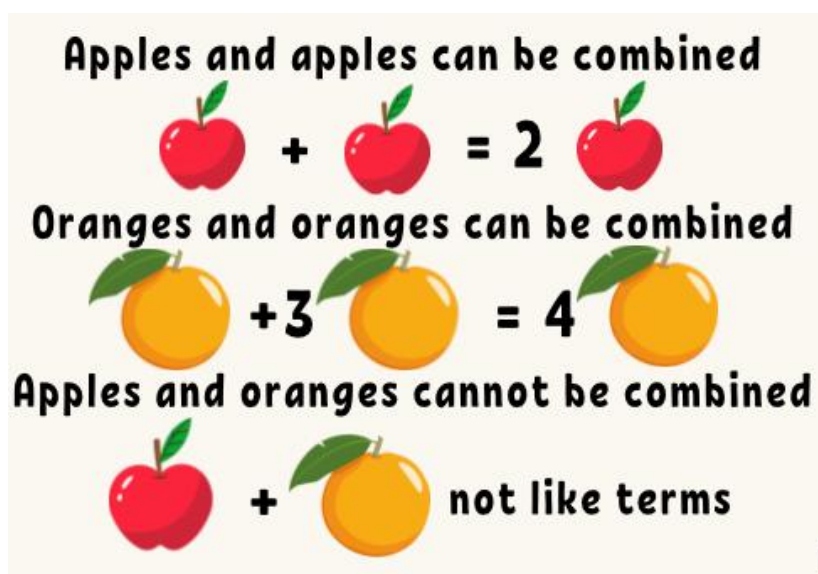 Apples and apples can be combined
+ = 2
Oranges and oranges can be combined
+3 = 4
Apples and oranges cannot be combined
+ not like terms